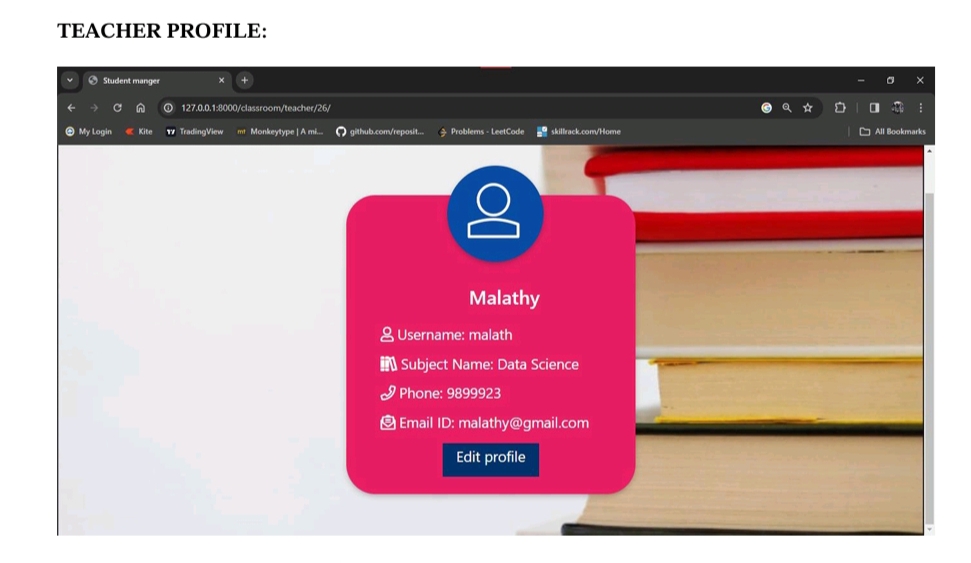 TEACHER PROFILE:
Student manger
127.0.0.1:8000/classroom/teacher/26/
My Login Kite TradingView mt Monkeytype | A mi... github.com/reposit... Problems - LeetCode skillrack.com/Home All Bookmarks
Malathy
Username: malath
Subject Name: Data Science
Phone: 9899923
Email ID: malathy@gmail.com
Edit profile